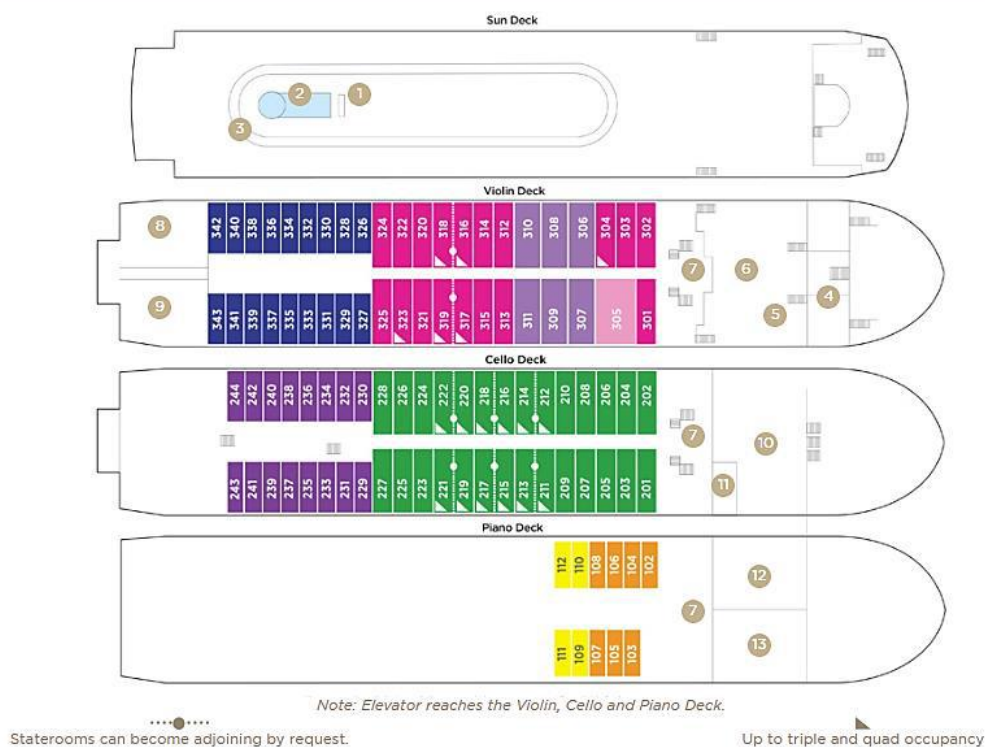 Sun Deck
1
2
3
Violin Deck
8
342 340 338 336 334 332 330 328 326 324 322 320 318 316 314 312 310 308 306 304 303 302
7
6
4
9
5
343 341 339 337 335 333 331 329 327 325 323 321 319 317 315 313 311 309 307 305 301
Cello Deck
244 242 240 238 236 234 232 230 228 226 224 222 220 218 216 214 212 210 208 206 204 202
7
10
11
243 241 239 237 235 233 231 229 227 225 223 221 219 217 215 213 211 209 207 205 203 201
Piano Deck
112 110 108 106 104 102
12
7
13
111 109 107 105 103
Note: Elevator reaches the Violin, Cello and Piano Deck.
Staterooms can become adjoining by request.
Up to triple and quad occupancy